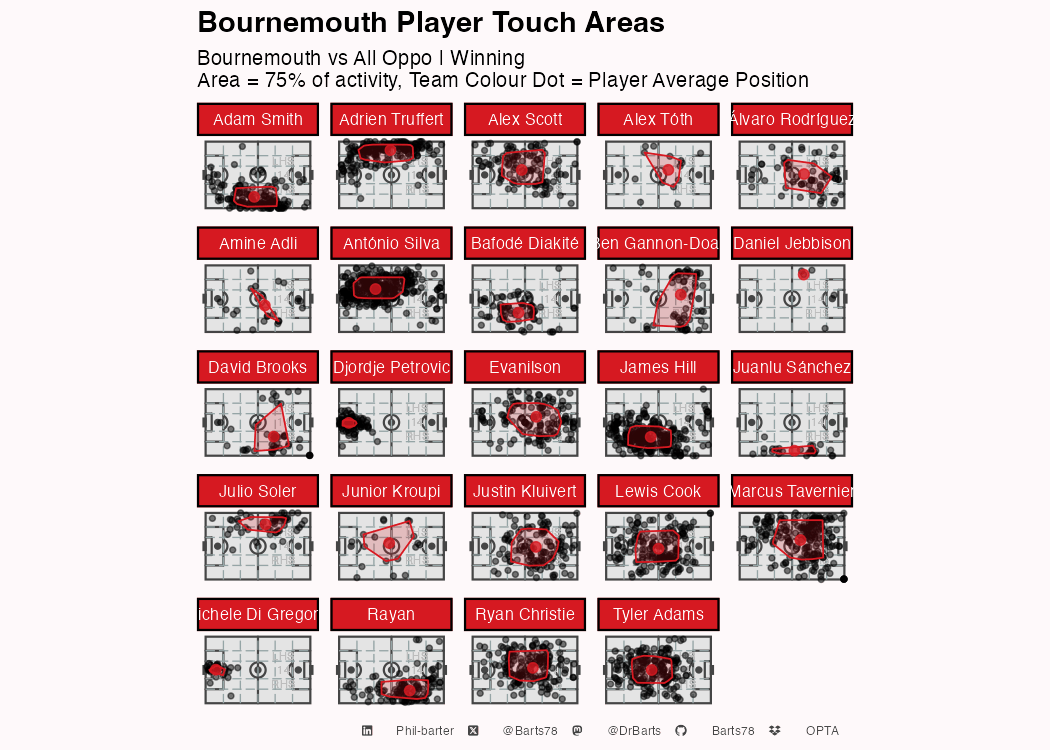 Bournemouth Player Touch Areas
Bournemouth vs All Oppo | Winning
Area = 75% of activity, Team Colour Dot = Player Average Position
Adam Smith
Adrien Truffert
Alex Scott
Alex Tóth
Álvaro Rodríguez
Amine Adli
António Silva
Bafodé Diakité
Ben Gannon-Doa
Daniel Jebbison
David Brooks
Djordje Petrovic
Evanilson
James Hill
Juanlu Sánchez
Julio Soler
Junior Kroupi
Justin Kluivert
Lewis Cook
Marcus Tavernier
ichele Di Gregor
Rayan
Ryan Christie
Tyler Adams
Phil-barter @Barts78 @DrBarts Barts78 OPTA